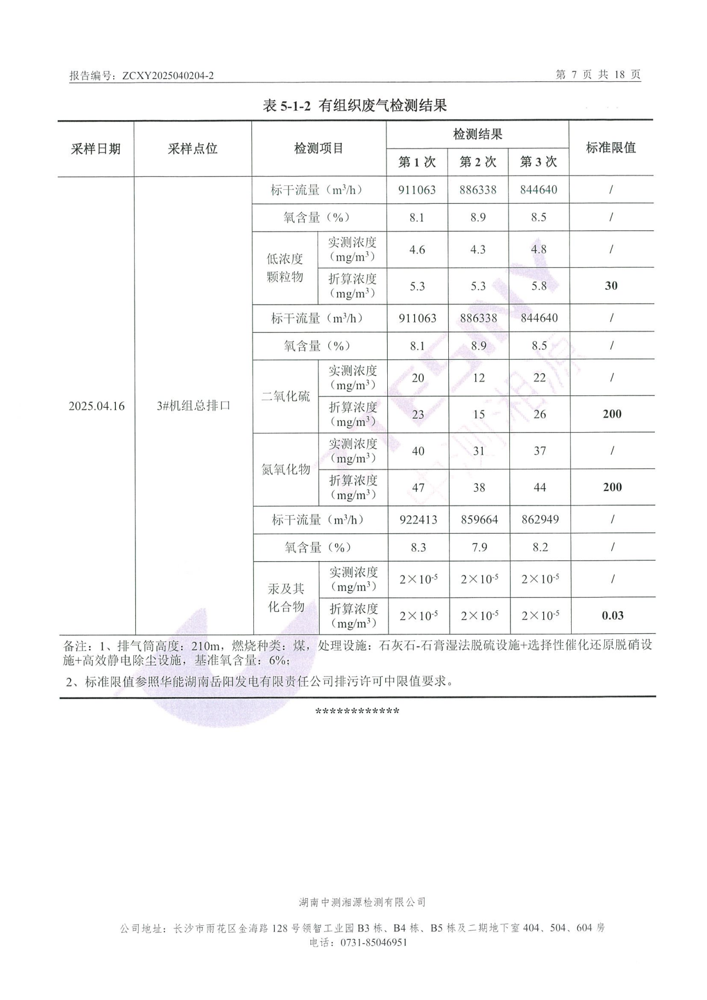 报告编号：ZCXY2025040204-2
第 7 页 共 18 页
表 5-1-2 有组织废气检测结果
采样日期 采样点位 检测项目 检测结果 标准限值
第 1 次 第 2 次 第 3 次
2025.04.16 3#机组总排口
标干流量（m³/h） 911063 886338 844640 /
氧含量（%） 8.1 8.9 8.5 /
低浓度
颗粒物
实测浓度
（mg/m³） 4.6 4.3 4.8 /
折算浓度
（mg/m³） 5.3 5.3 5.8 30
标干流量（m³/h） 911063 886338 844640 /
氧含量（%） 8.1 8.9 8.5 /
二氧化硫
实测浓度
（mg/m³） 20 12 22 /
折算浓度
（mg/m³） 23 15 26 200
氮氧化物
实测浓度
（mg/m³） 40 31 37 /
折算浓度
（mg/m³） 47 38 44 200
标干流量（m³/h） 922413 859664 862949 /
氧含量（%） 8.3 7.9 8.2 /
汞及其
化合物
实测浓度
（mg/m³） 2×10⁻⁵ 2×10⁻⁵ 2×10⁻⁵ /
折算浓度
（mg/m³） 2×10⁻⁵ 2×10⁻⁵ 2×10⁻⁵ 0.03
备注：1、排气筒高度：210m，燃烧种类：煤，处理设施：石灰石-石膏湿法脱硫设施+选择性催化还原脱硝设
施+高效静电除尘设施，基准氧含量：6%；
2、标准限值参照华能湖南岳阳发电有限责任公司排污许可中限值要求。
************
ZTESINY
中测湘源
湖南中测湘源检测有限公司
公司地址：长沙市雨花区金海路 128 号领智工业园 B3 栋、B4 栋、B5 栋及二期地下室 404、504、604 房
电话：0731-85046951